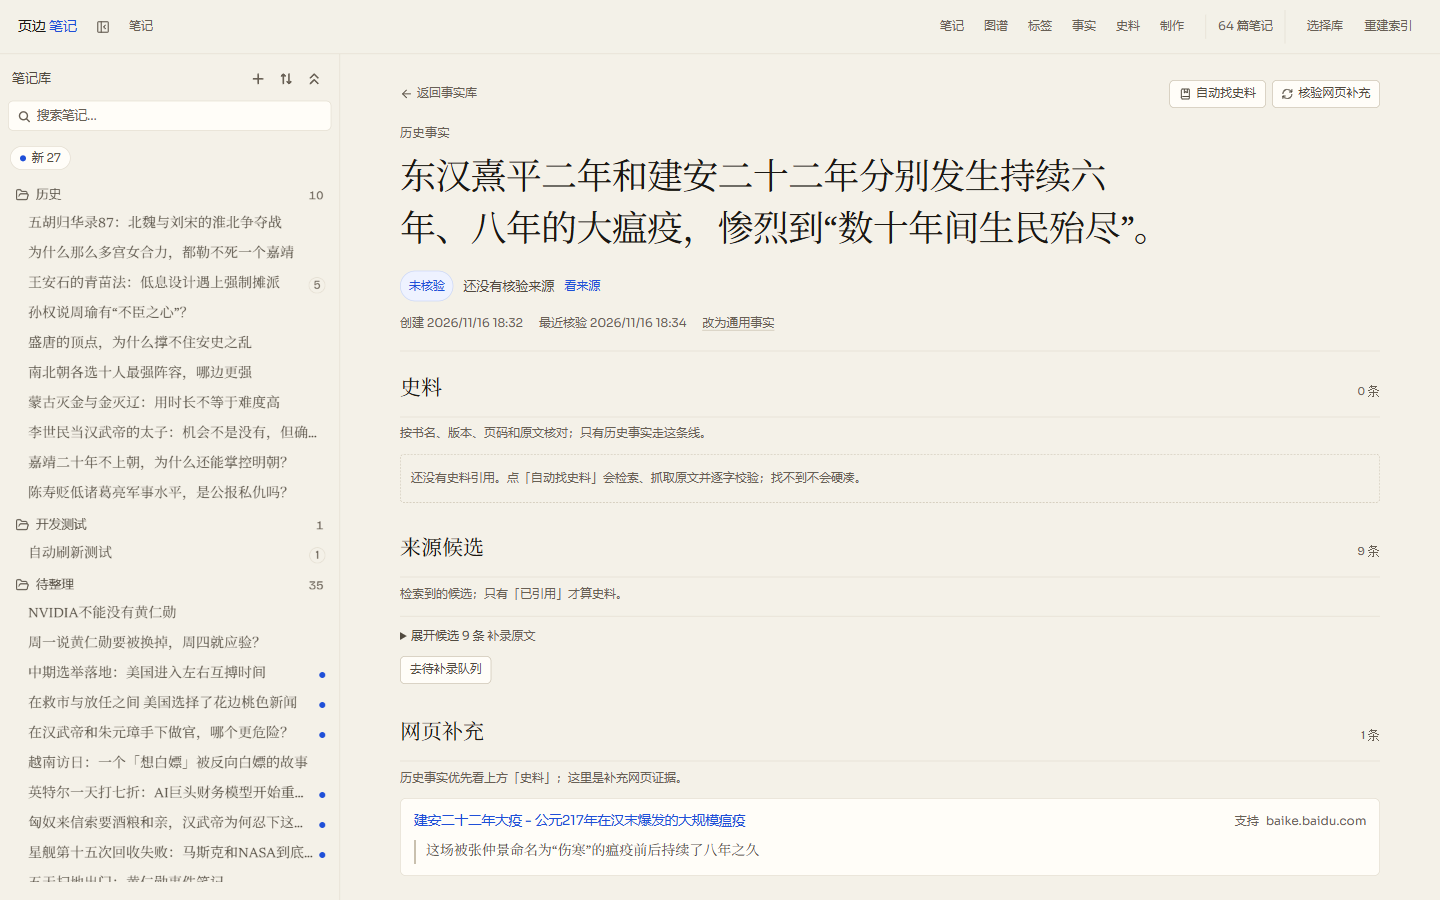 页边 笔记
笔记
笔记 图谱 标签 事实 史料 制作 64 篇笔记 选择库 重建索引
笔记库
搜索笔记...
新 27
历史 10
五胡归华录87：北魏与刘宋的淮北争夺战
为什么那么多宫女合力，都勒不死一个嘉靖
王安石的青苗法：低息设计遇上强制摊派 5
孙权说周瑜有“不臣之心”？
盛唐的顶点，为什么撑不住安史之乱
南北朝各选十人最强阵容，哪边更强
蒙古灭金与金灭辽：用时长不等于难度高
李世民当汉武帝的太子：机会不是没有，但确...
嘉靖二十年不上朝，为什么还能掌控明朝？
陈寿贬低诸葛亮军事水平，是公报私仇吗？
开发测试 1
自动刷新测试 1
待整理 35
NVIDIA不能没有黄仁勋
周一说黄仁勋要被换掉，周四就应验？
中期选举落地：美国进入左右互搏时间
在救市与放任之间 美国选择了花边桃色新闻
在汉武帝和朱元璋手下做官，哪个更危险？
越南访日：一个「想白嫖」被反向白嫖的故事
英特尔一天打七折：AI巨头财务模型开始重...
匈奴来信索要酒粮和亲，汉武帝为何忍下这...
星舰第十五次回收失败：马斯克和NASA到底...
返回事实库
自动找史料 核验网页补充
历史事实
东汉熹平二年和建安二十二年分别发生持续六
年、八年的大瘟疫，惨烈到“数十年间生民殆尽”。
未核验 还没有核验来源 看来源
创建 2026/11/16 18:32 最近核验 2026/11/16 18:34 改为通用事实
史料 0 条
按书名、版本、页码和原文核对；只有历史事实走这条线。
还没有史料引用。点「自动找史料」会检索、抓取原文并逐字校验；找不到不会硬凑。
来源候选 9 条
检索到的候选；只有「已引用」才算史料。
展开候选 9 条 补录原文
去待补录队列
网页补充 1 条
历史事实优先看上方「史料」；这里是补充网页证据。
建安二十二年大疫 - 公元217年在汉末爆发的大规模瘟疫 支持 baike.baidu.com
这场被张仲景命名为“伤寒”的瘟疫前后持续了八年之久